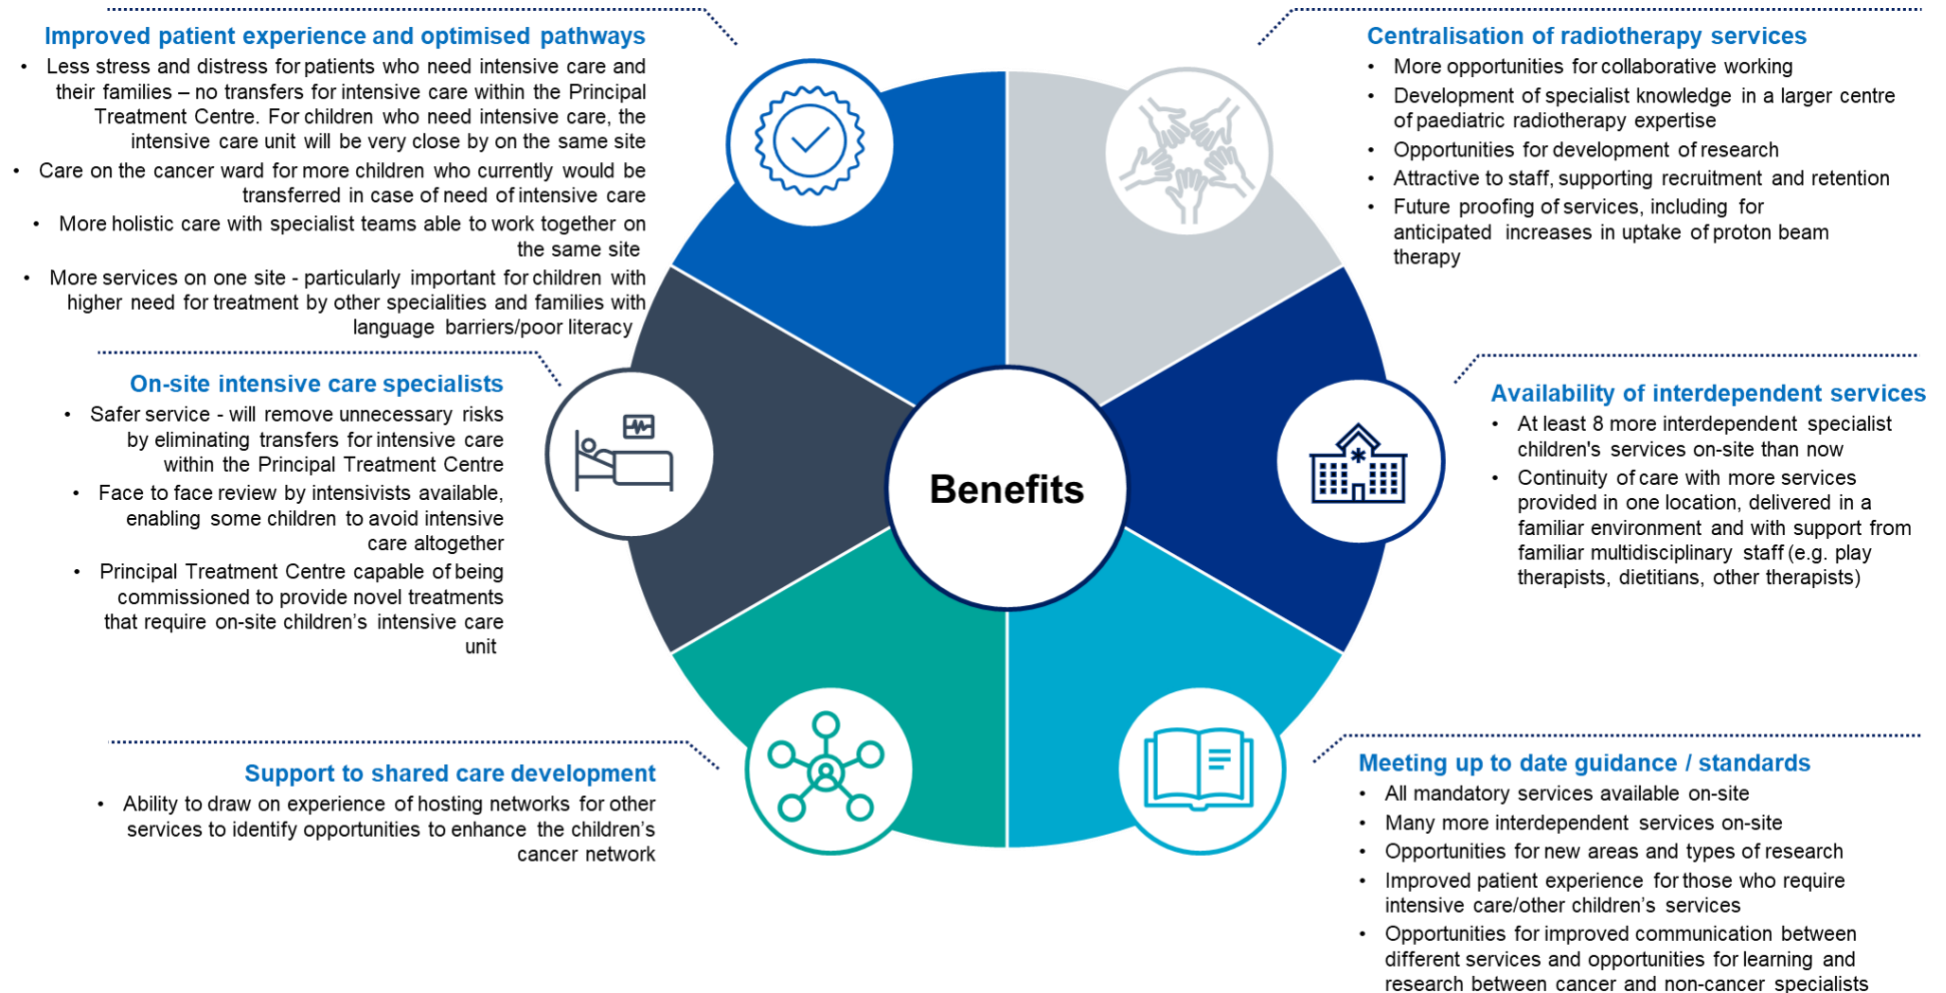 Improved patient experience and optimised pathways
• Less stress and distress for patients who need intensive care and
their families – no transfers for intensive care within the Principal
Treatment Centre. For children who need intensive care, the
intensive care unit will be very close by on the same site
• Care on the cancer ward for more children who currently would be
transferred in case of need of intensive care
• More holistic care with specialist teams able to work together on
the same site
• More services on one site - particularly important for children with
higher need for treatment by other specialities and families with
language barriers/poor literacy
On-site intensive care specialists
• Safer service - will remove unnecessary risks
by eliminating transfers for intensive care
within the Principal Treatment Centre
• Face to face review by intensivists available,
enabling some children to avoid intensive
care altogether
• Principal Treatment Centre capable of being
commissioned to provide novel treatments
that require on-site children’s intensive care
unit
Support to shared care development
• Ability to draw on experience of hosting networks for other
services to identify opportunities to enhance the children’s
cancer network
Benefits
Centralisation of radiotherapy services
• More opportunities for collaborative working
• Development of specialist knowledge in a larger centre
of paediatric radiotherapy expertise
• Opportunities for development of research
• Attractive to staff, supporting recruitment and retention
• Future proofing of services, including for
anticipated increases in uptake of proton beam
therapy
Availability of interdependent services
• At least 8 more interdependent specialist
children's services on-site than now
• Continuity of care with more services
provided in one location, delivered in a
familiar environment and with support from
familiar multidisciplinary staff (e.g. play
therapists, dietitians, other therapists)
Meeting up to date guidance / standards
• All mandatory services available on-site
• Many more interdependent services on-site
• Opportunities for new areas and types of research
• Improved patient experience for those who require
intensive care/other children’s services
• Opportunities for improved communication between
different services and opportunities for learning and
research between cancer and non-cancer specialists